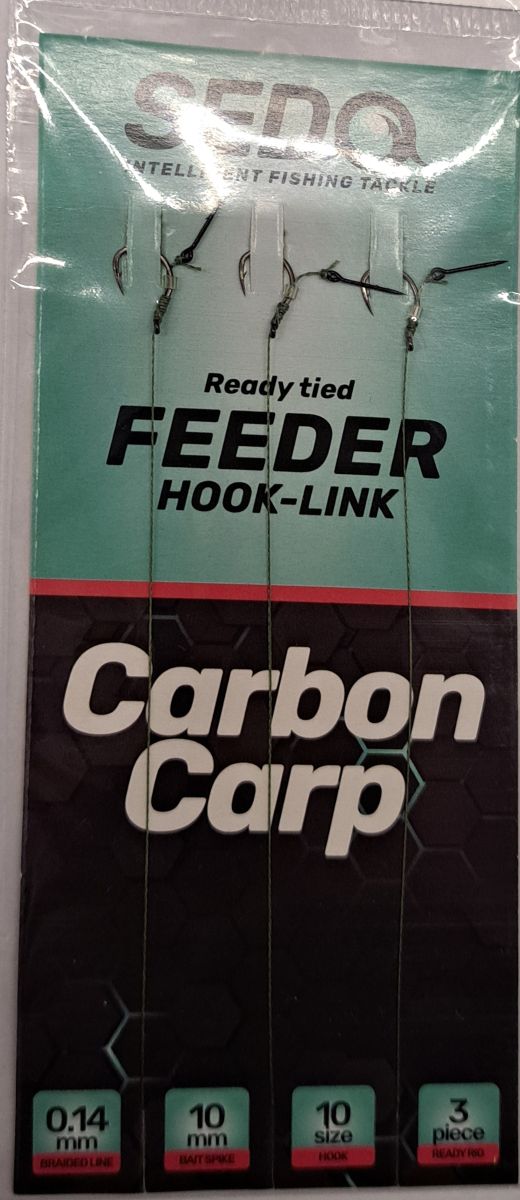 SEDO
INTELLIGENT FISHING TACKLE
Ready tied
FEEDER
HOOK-LINK
Carbon
Carp
0.14
mm
BRAIDED LINE
10
mm
BAIT SPIKE
10
size
HOOK
3
piece
READY RIG